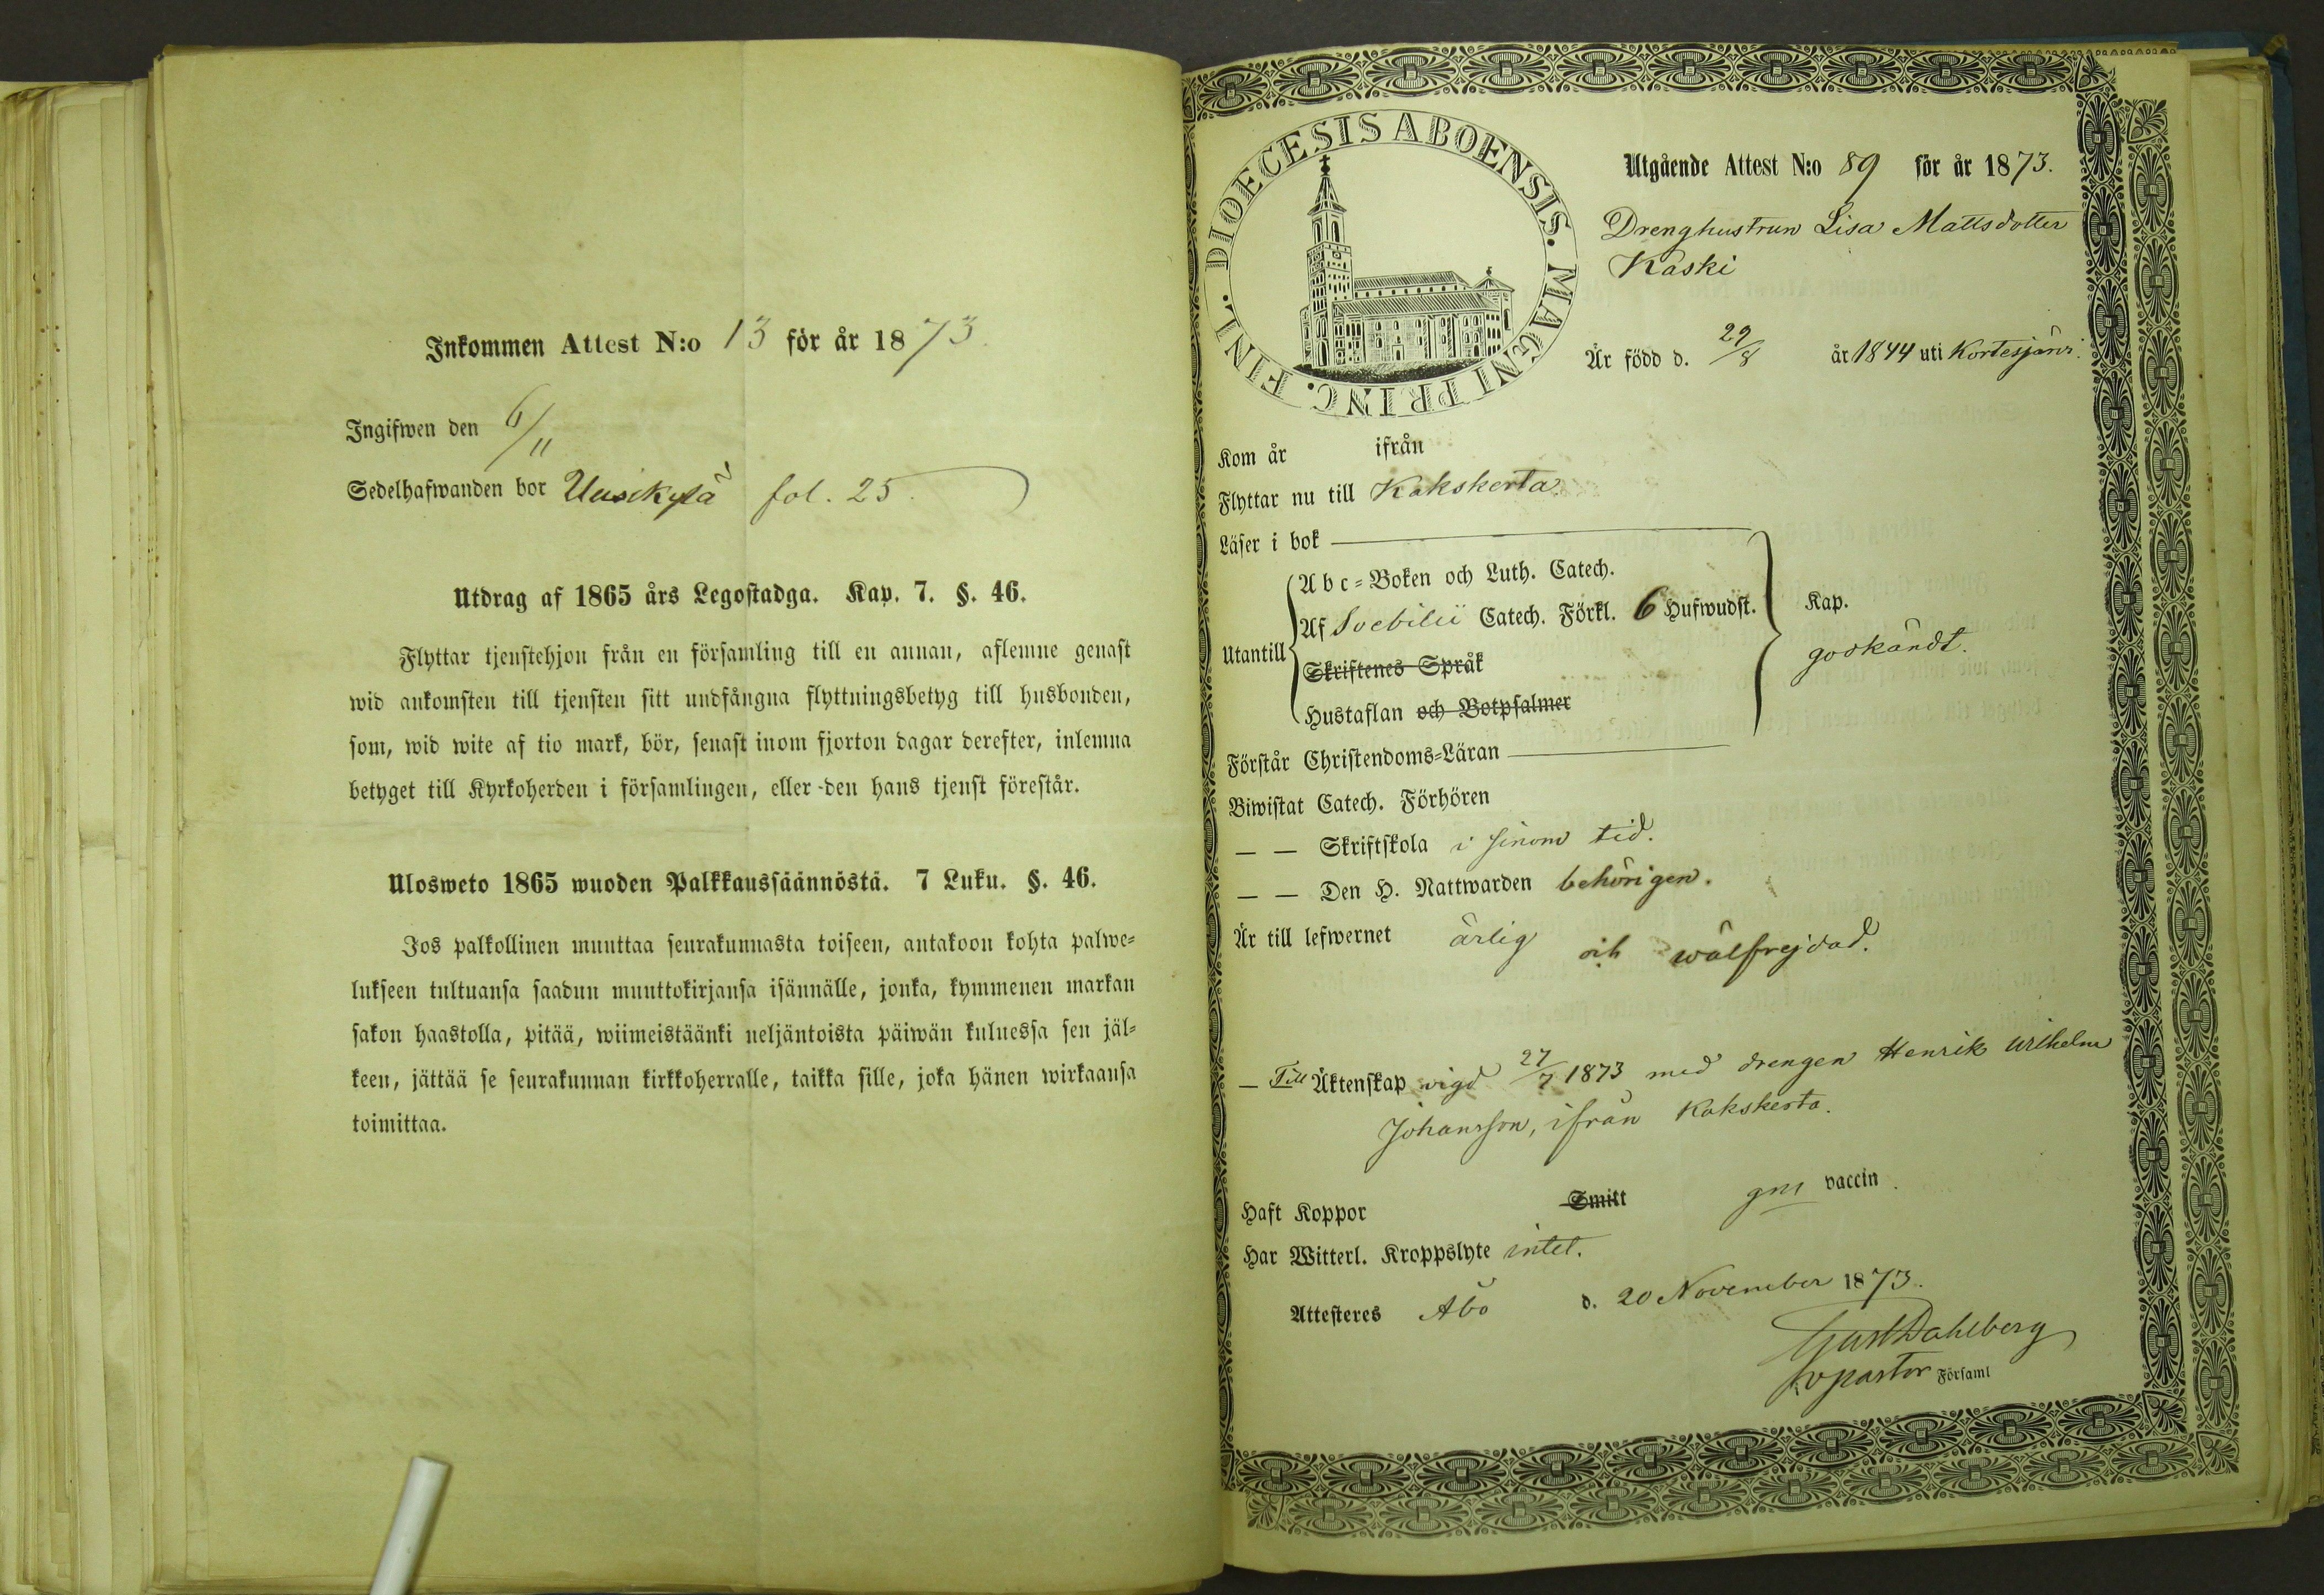 Inkommen Attest N:o 13 för år 1873.
Ingifwen den 6/11
Sedelhafwanden bor Uusikylä fol. 25.
Utdrag af 1865 års Legostadga. Kap. 7. §. 46.
Flyttar tjenstehjon från en församling till en annan, aflemne genast
wid ankomsten till tjensten sitt undfångna flyttningsbetyg till husbonden,
som, wid wite af tio mark, bör, senast inom fjorton dagar derefter, inlemna
betyget till Kyrkoherden i församlingen, eller den hans tjenst förestår.
Ulosweto 1865 wuoden Palkkaussäännöstä. 7 Luku. §. 46.
Jos palkollinen muuttaa seurakunnasta toiseen, antakoon kohta palwe-
lukseen tultuansa saadun muuttokirjansa isännälle, jonka, kymmenen markan
sakon haastolla, pitää, wiimeistäänki neljäntoista päiwän kuluessa sen jäl-
keen, jättää se seurakunnan kirkkoherralle, taikka sille, joka hänen wirkaansa
toimittaa.
DIOECESIS ABOENSIS. MAGNI PRINC. FINL.
Utgående Attest N:o 89 för år 1873.
Drenghustrun Lisa Mattsdotter
Kaski
Är född d. 29/8 år 1844 uti Kortesjärvi.
Kom år ifrån
Flyttar nu till Kakskerta
Läser i bok
Abc-Boken och Luth. Catech.
Utantill Af Svebilii Catech. Förkl. 6 Hufwudst. Kap.
godkändt.
Skriftenes Språk
Hustaflan och Botpsalmer
Förstår Christendoms-Läran
Biwistat Catech. Förhören
— — Skriftskola i sinom tid.
— — Den H. Nattwarden behörigen.
Är till lefwernet ärlig och wälfrejdad.
— Till Äktenskap vigd 27/7 1873 med drengen Henrik Wilhelm
Johansson, ifrån Kakskerta.
Haft Koppor Smitt gm vaccin.
Har Witterl. Kroppslyte intet.
Attesteres Åbo d. 20 November 1873.
Gust Dahlberg
v pastor Församl